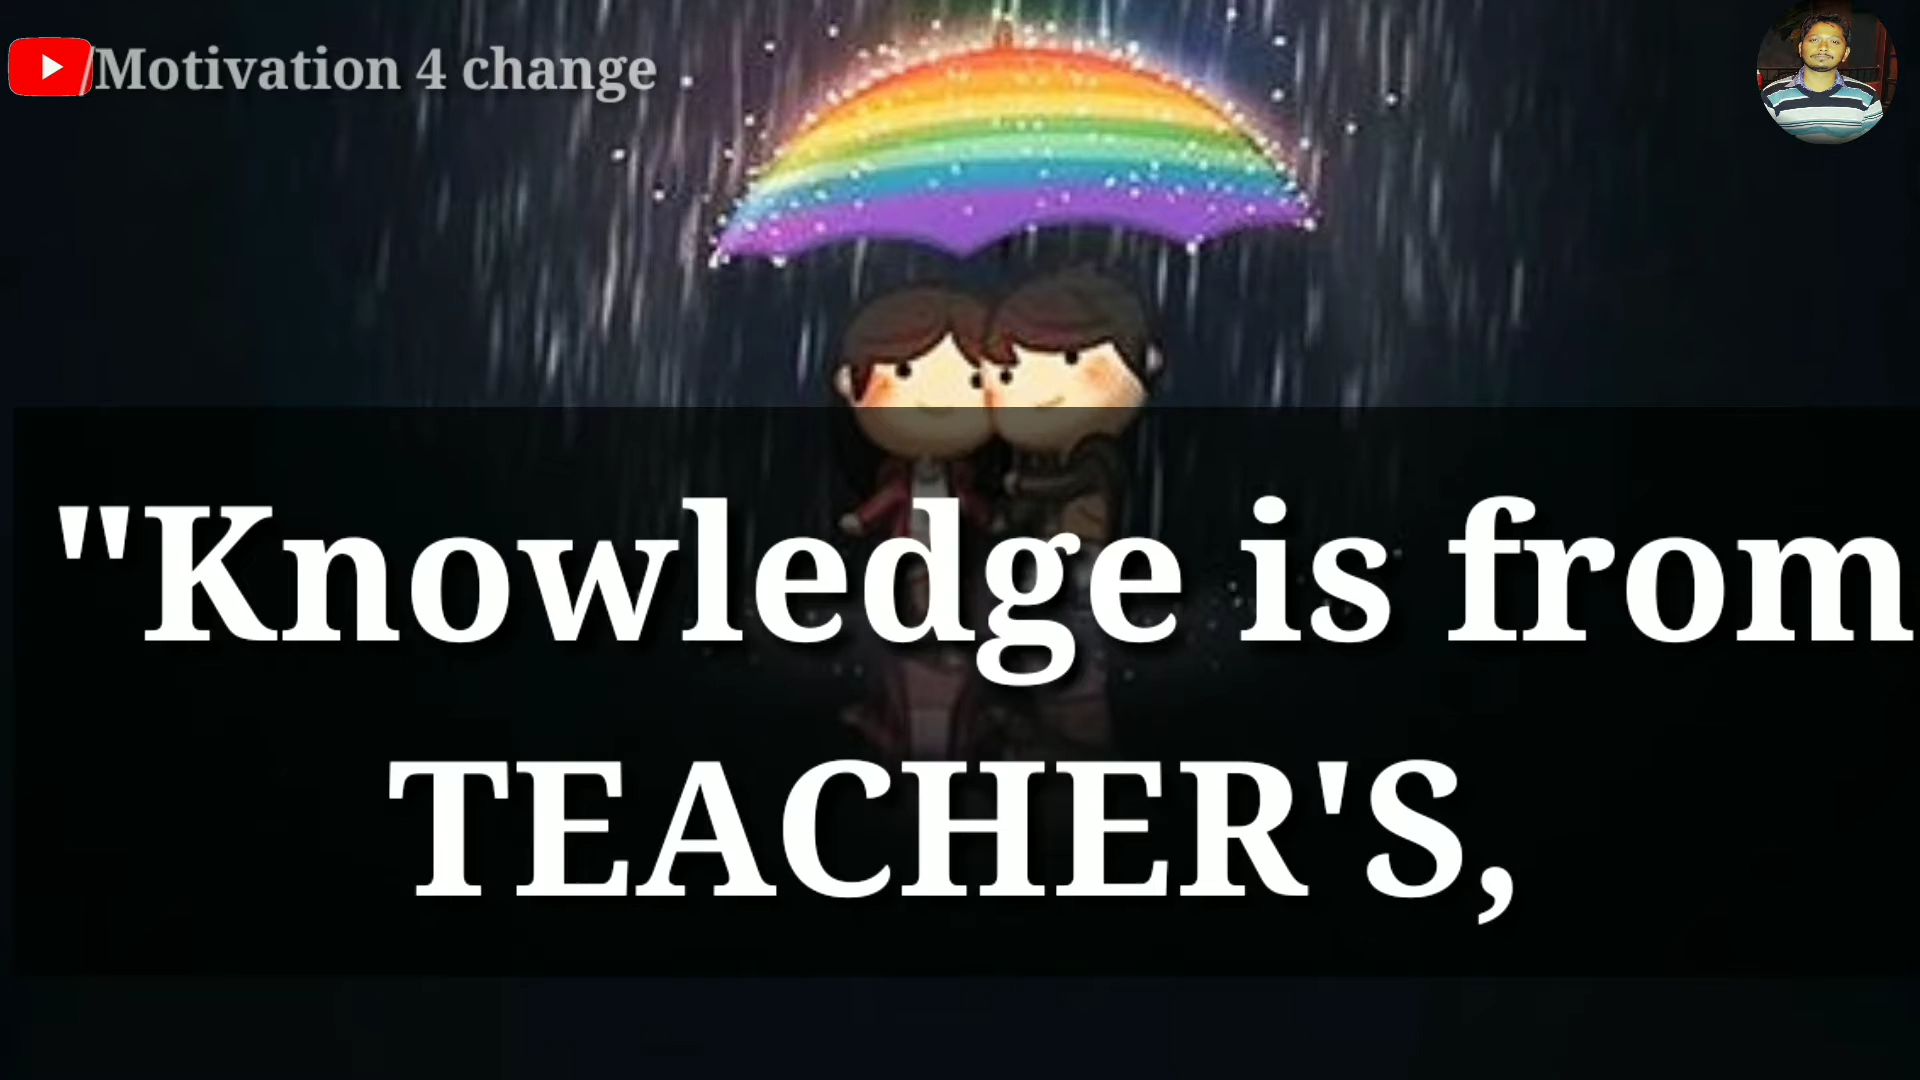 /Motivation 4 change
"Knowledge is from
TEACHER'S,